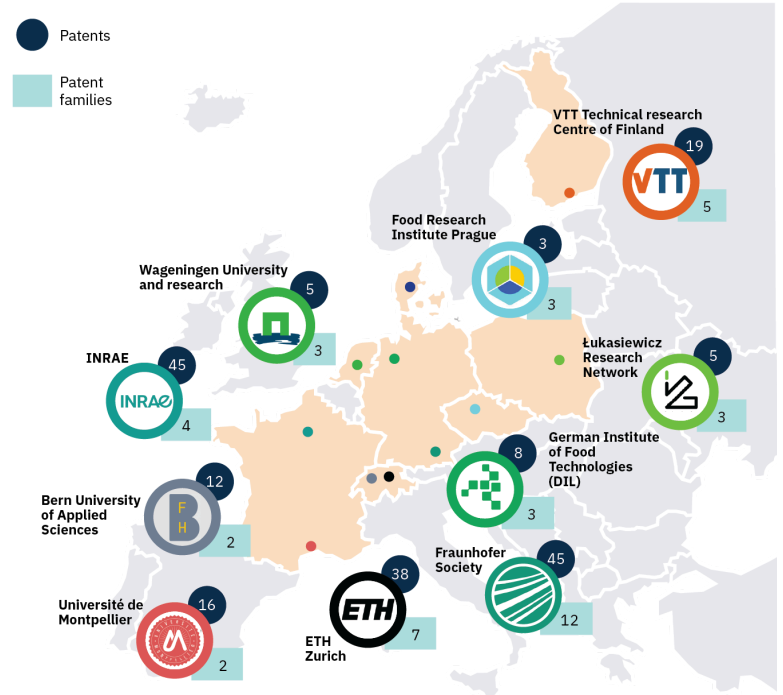 Patents
Patent
families
VTT Technical research
Centre of Finland
19
VTT
5
Food Research
Institute Prague
3
3
Wageningen University
and research
5
3
INRAE
45
INRAE
4
Łukasiewicz
Research
Network
5
3
German Institute
of Food
Technologies
(DIL)
8
3
Bern University
of Applied
Sciences
12
B
F
H
2
Fraunhofer
Society
45
12
ETH
Zurich
38
ETH
7
Université de
Montpellier
16
2